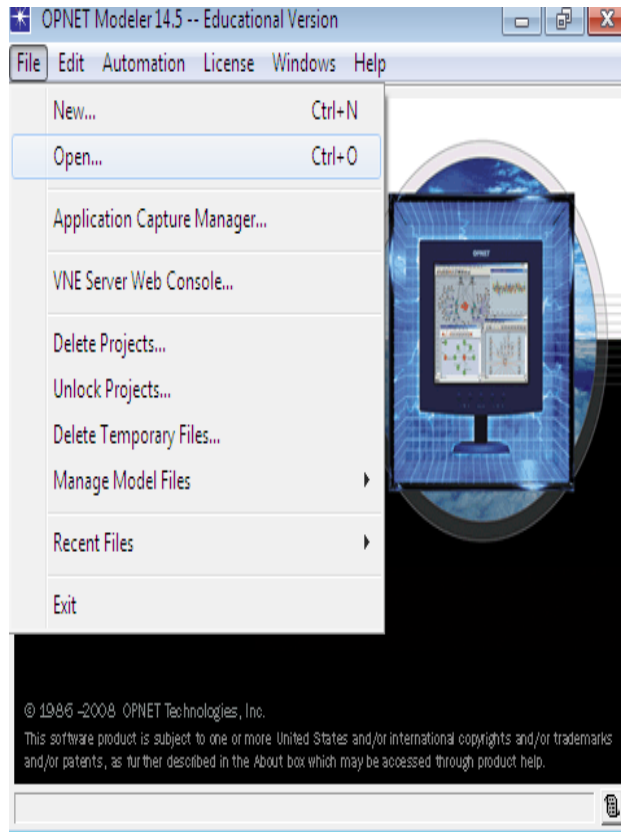 OPNET Modeler 14.5 -- Educational Version
File Edit Automation License Windows Help
New... Ctrl+N
Open... Ctrl+O
Application Capture Manager...
VNE Server Web Console...
Delete Projects...
Unlock Projects...
Delete Temporary Files...
Manage Model Files
Recent Files
Exit
OPNET
© 1986-2008 OPNET Technologies, Inc.
This software product is subject to one or more United States and/or international copyrights and/or trademarks
and/or patents, as further described in the About box which may be accessed through product help.